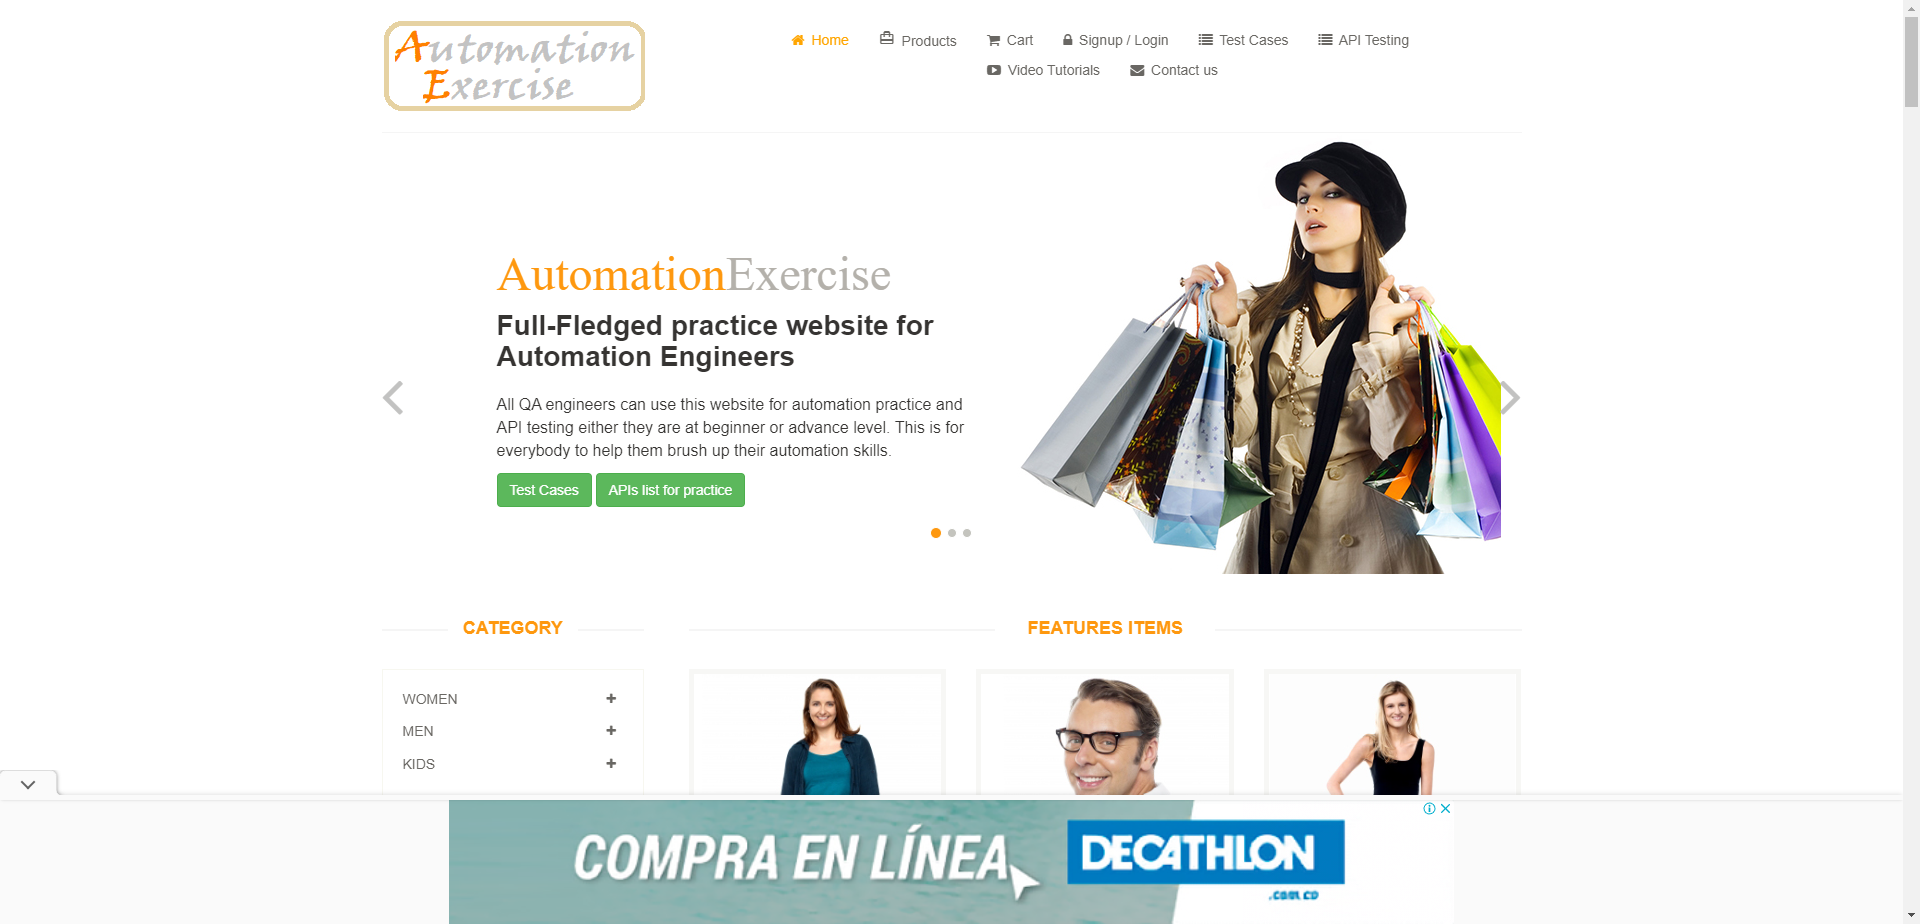 Automation
Exercise
Home
Products
Cart
Signup / Login
Test Cases
API Testing
Video Tutorials
Contact us
AutomationExercise
Full-Fledged practice website for
Automation Engineers
All QA engineers can use this website for automation practice and
API testing either they are at beginner or advance level. This is for
everybody to help them brush up their automation skills.
Test Cases
APIs list for practice
CATEGORY
FEATURES ITEMS
WOMEN
MEN
KIDS
COMPRA EN LÍNEA
DECATHLON
.com.co